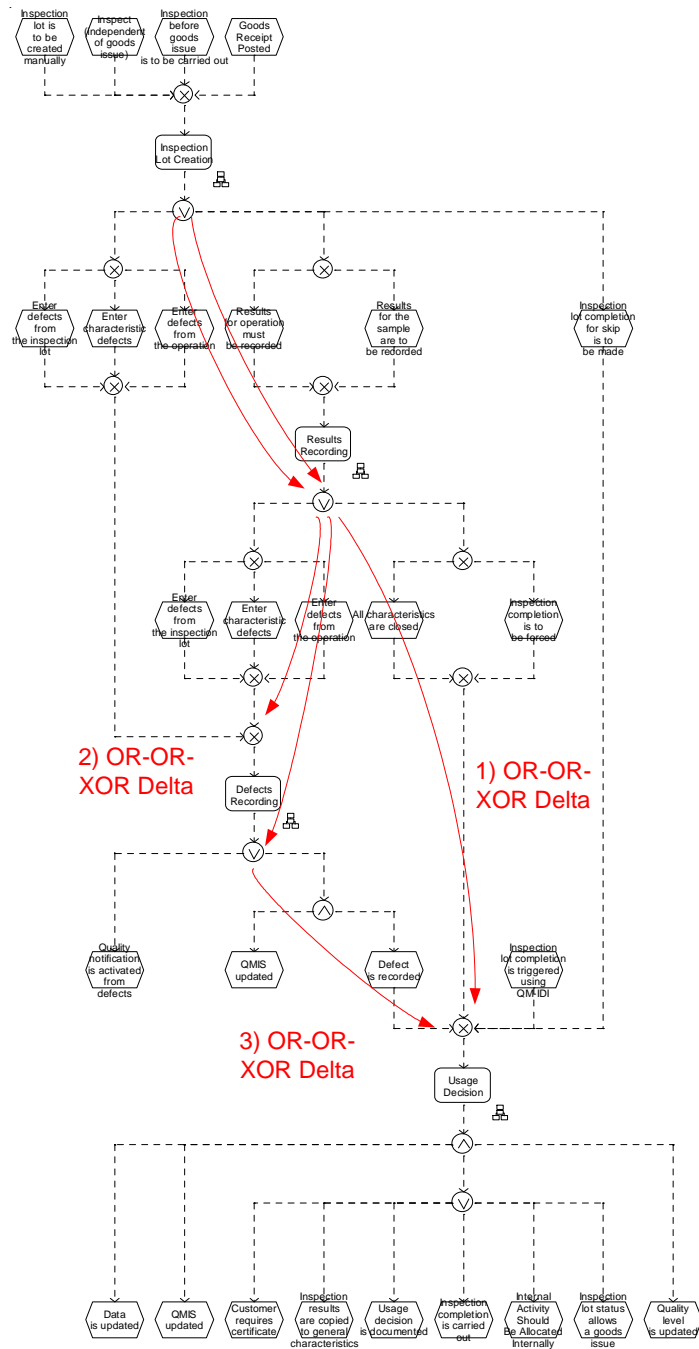 Inspection
lot is
to be
created
manually
Inspect
(independent
of goods
issue)
Inspection
before
goods
issue
is to be carried out
Goods
Receipt
Posted
Inspection
Lot Creation
Enter
defects
from
the inspection
lot
Enter
characteristic
defects
Enter
defects
from
the operation
Results
for operation
must
be recorded
Results
for the
sample
are to
be redorded
Inspection
lot completion
for skip
is to
be made
Results
Recording
Enter
defects
from
the inspection
lot
Enter
characteristic
defects
Enter
defects
from
the operation
All characteristics
are closed
Inspection
completion
is to
be forced
2) OR-OR-
XOR Delta
1) OR-OR-
XOR Delta
Defects
Recording
Quality
notification
is activated
from
defects
QMIS
updated
Defect
is recorded
Inspection
lot completion
is triggered
using
QM-IDI
3) OR-OR-
XOR Delta
Usage
Decision
Data
is updated
QMIS
updated
Customer
requires
certificate
Inspection
results
are copied
to general
characteristics
Usage
decision
is documented
Inspection
completion
is carried
out
Internal
Activity
Should
Be Allocated
Internally
Inspection
lot status
allows
a goods
issue
Quality
level
is updated